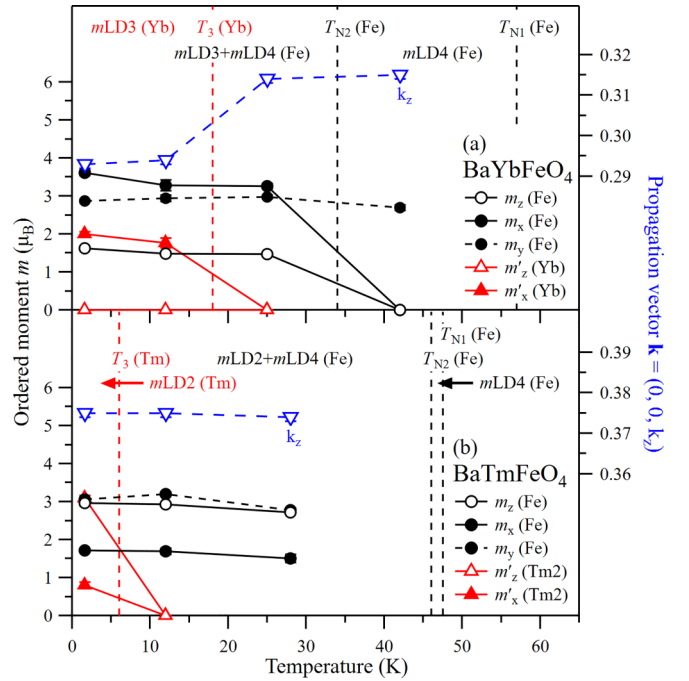 mLD3 (Yb) T3 (Yb) TN2 (Fe) TN1 (Fe)
mLD3+mLD4 (Fe) mLD4 (Fe)
kz
(a)
BaYbFeO4
mz (Fe)
mx (Fe)
my (Fe)
m′z (Yb)
m′x (Yb)
6
5
4
3
2
1
0
0.32
0.31
0.30
0.29
Ordered moment m (μB)
Propagation vector k = (0, 0, kz)
TN1 (Fe)
T3 (Tm) mLD2+mLD4 (Fe) TN2 (Fe)
mLD2 (Tm) mLD4 (Fe)
kz
(b)
BaTmFeO4
mz (Fe)
mx (Fe)
my (Fe)
m′z (Tm2)
m′x (Tm2)
6
5
4
3
2
1
0
0.39
0.38
0.37
0.36
0 10 20 30 40 50 60
Temperature (K)